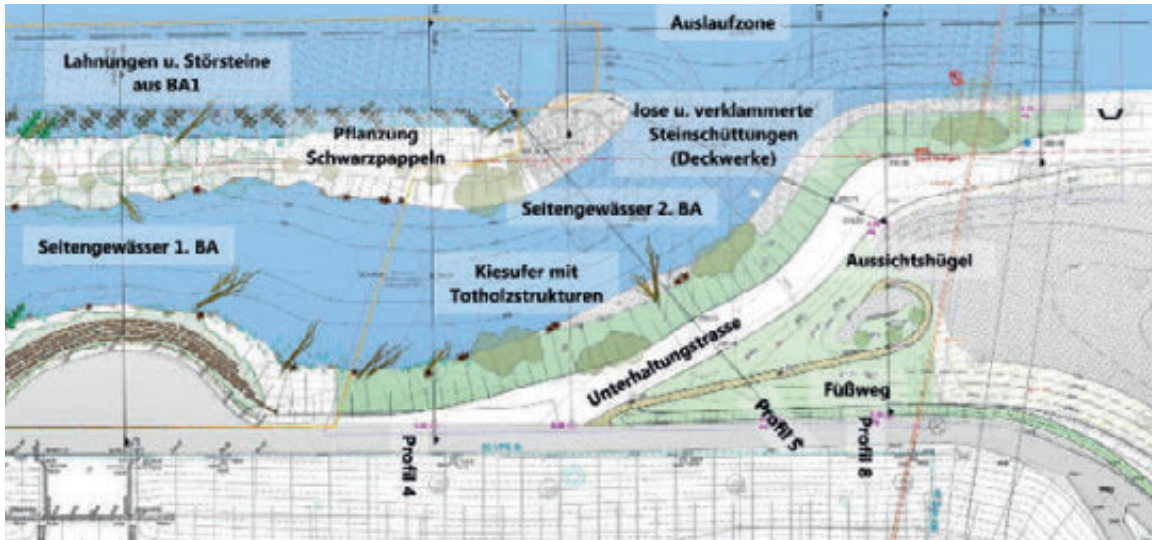 Auslaufzone
Lahnungen u. Störsteine
aus BA1
Pflanzung
Schwarzpappeln
lose u. verklammerte
Steinschüttungen
(Deckwerke)
Seitengewässer 2. BA
Seitengewässer 1. BA
Kiesufer mit
Totholzstrukturen
Aussichtshügel
Unterhaltungstrasse
Füßweg
Profil 4
Profil 5
Profil 8